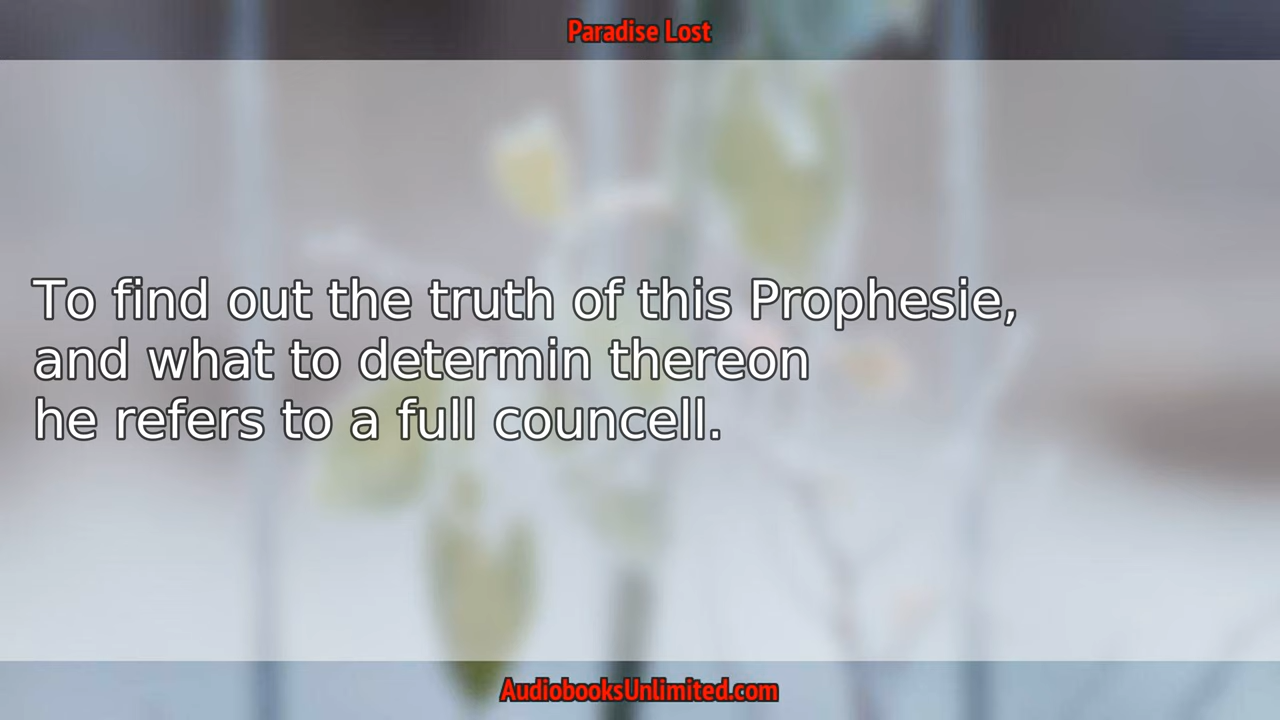 Paradise Lost
To find out the truth of this Prophesie,
and what to determin thereon
he refers to a full councell.
AudiobooksUnlimited.com